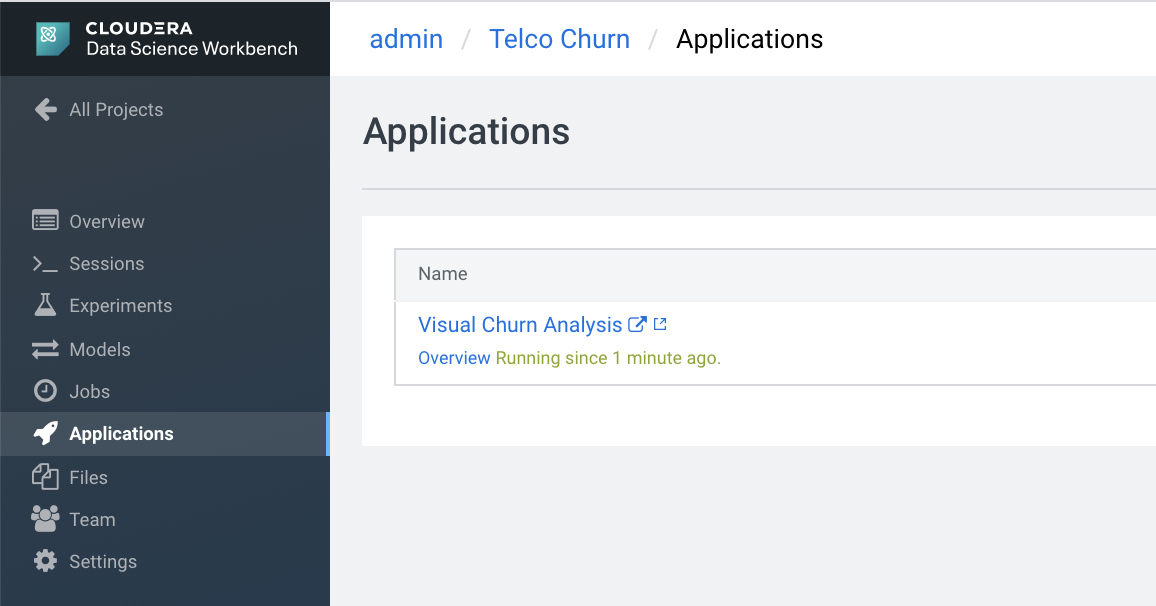 CLOUDERA
Data Science Workbench
admin / Telco Churn / Applications
All Projects
Applications
Overview
Sessions
Experiments
Models
Jobs
Applications
Files
Team
Settings
Name
Visual Churn Analysis
Overview Running since 1 minute ago.